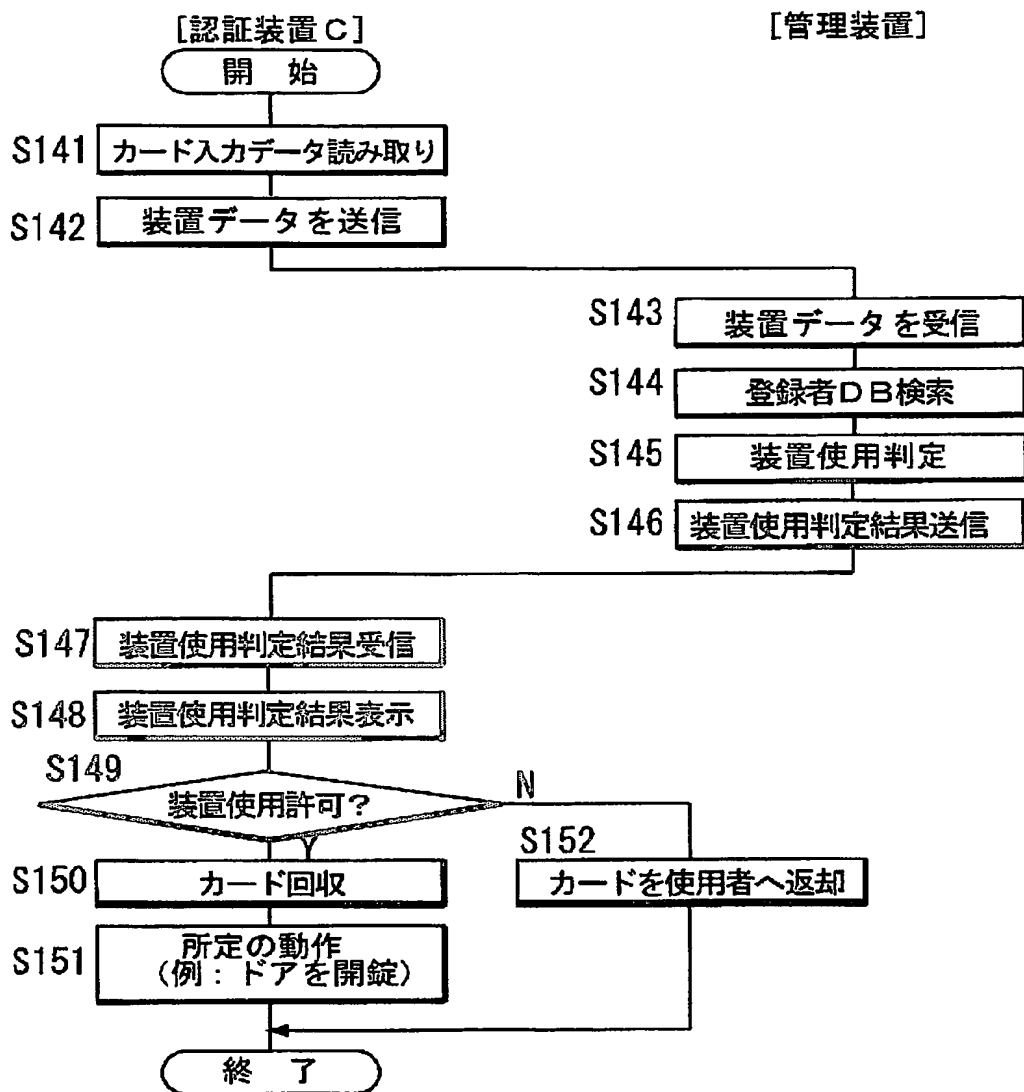 [認証装置C]
[管理装置]
開 始
S141
カード入力データ読み取り
S142
装置データを送信
S143
装置データを受信
S144
登録者DB検索
S145
装置使用判定
S146
装置使用判定結果送信
S147
装置使用判定結果受信
S148
装置使用判定結果表示
S149
装置使用許可?
N
Y
S150
カード回収
S152
カードを使用者へ返却
S151
所定の動作
(例:ドアを開錠)
終 了